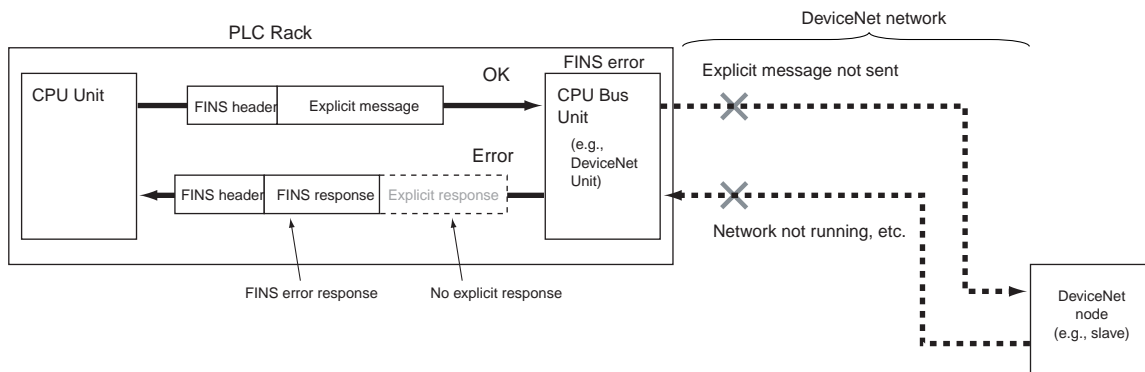 DeviceNet network
PLC Rack
FINS error
CPU Unit
OK
CPU Bus
Unit
(e.g.,
DeviceNet
Unit)
Explicit message not sent
FINS header
Explicit message
Error
FINS header
FINS response
Explicit response
Network not running, etc.
FINS error response
No explicit response
DeviceNet
node
(e.g., slave)